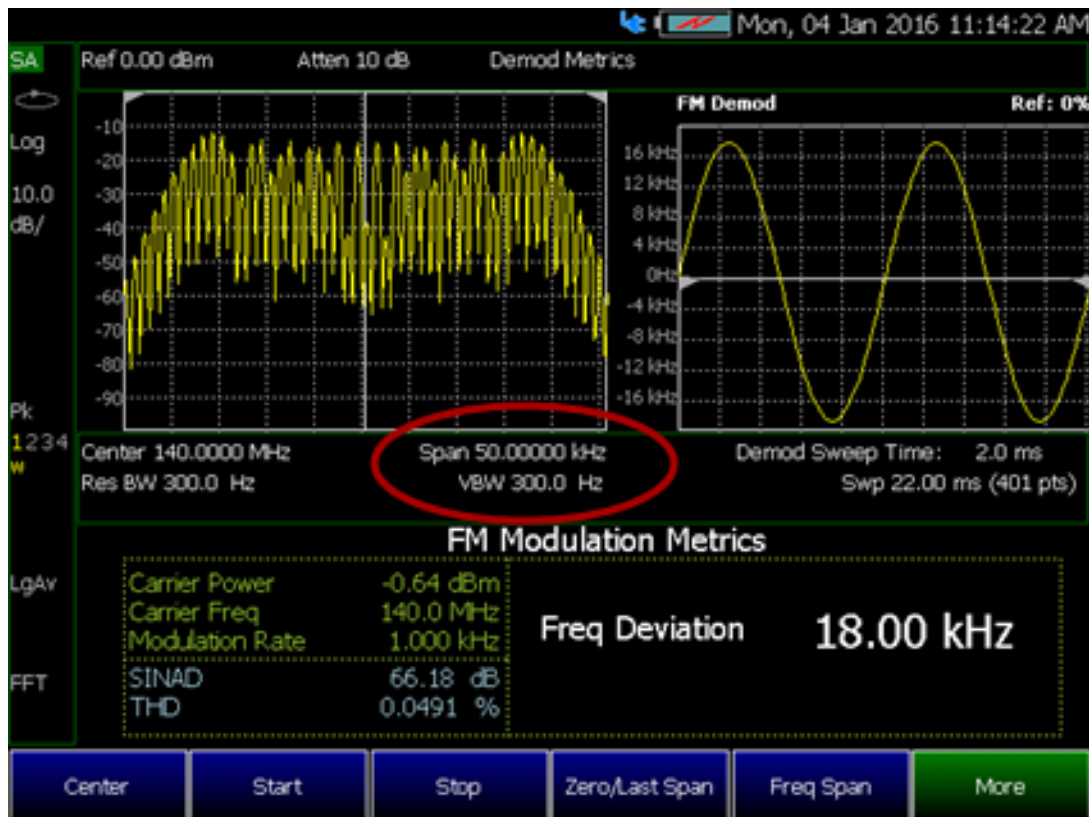 Mon, 04 Jan 2016 11:14:22 AM
SA Ref 0.00 dBm Atten 10 dB Demod Metrics
FM Demod Ref: 0%
Log
10.0
dB/
-10
-20
-30
-40
-50
-60
-70
-80
-90
16 kHz
12 kHz
8 kHz
4 kHz
0Hz
-4 kHz
-8 kHz
-12 kHz
-16 kHz
Pk
1234
W
Center 140.0000 MHz Span 50.00000 kHz Demod Sweep Time: 2.0 ms
Res BW 300.0 Hz VBW 300.0 Hz Swp 22.00 ms (401 pts)
FM Modulation Metrics
LgAv
Carrier Power -0.64 dBm
Carrier Freq 140.0 MHz
Modulation Rate 1.000 kHz
Freq Deviation 18.00 kHz
FFT
SINAD 66.18 dB
THD 0.0491 %
Center Start Stop Zero/Last Span Freq Span More